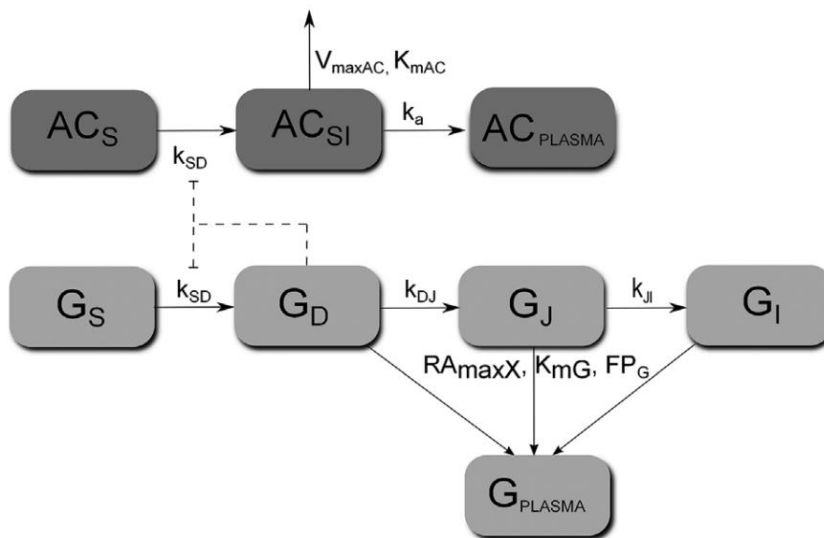 V_maxAC, K_mAC
AC_S
AC_SI
k_a
AC_PLASMA
k_SD
G_S
k_SD
G_D
k_DJ
G_J
k_JI
G_I
RA_maxX, K_mG, FP_G
G_PLASMA